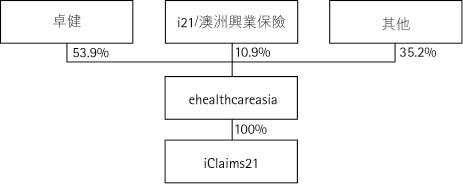 卓健
i21/澳洲興業保險
其他
53.9%
10.9%
35.2%
ehealthcareasia
100%
iClaims21